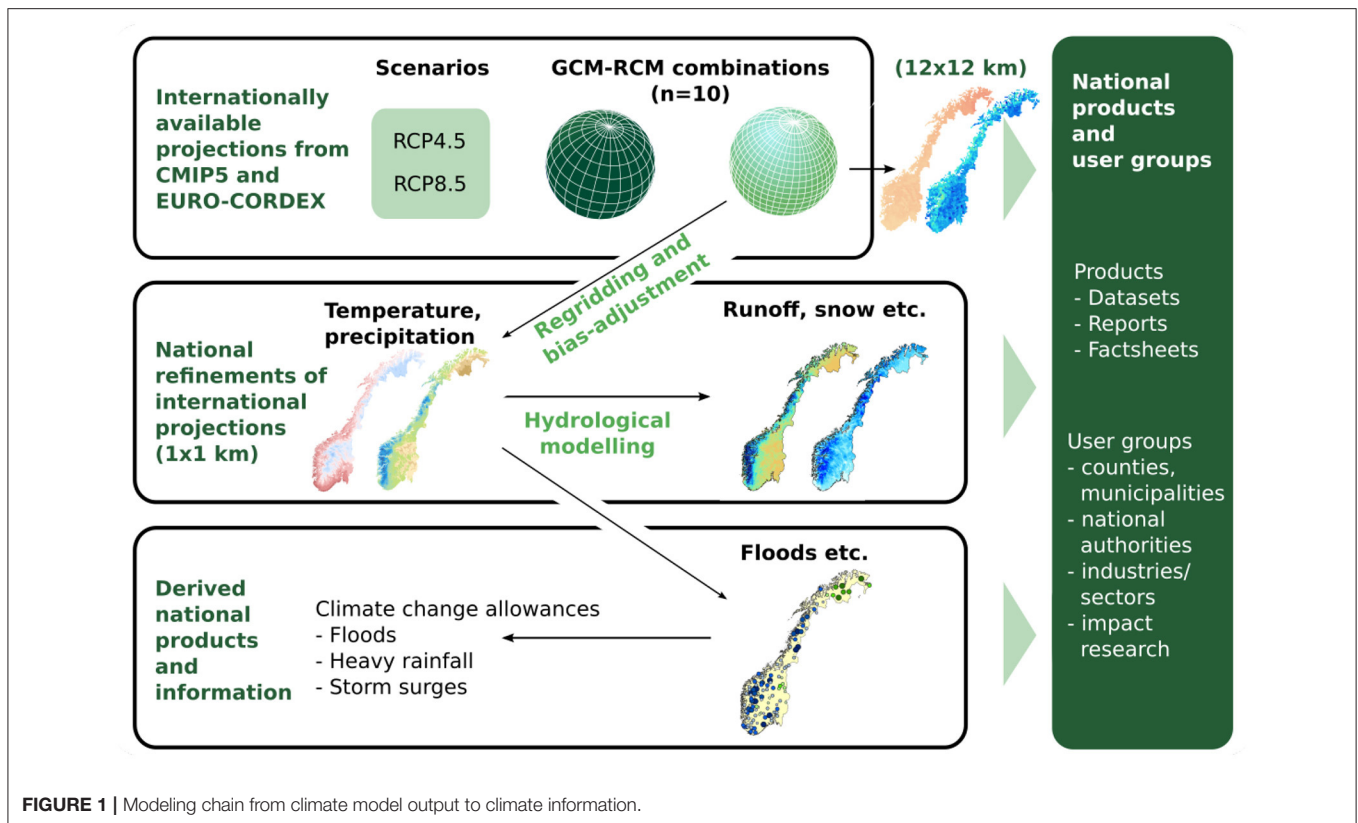 Internationally
available
projections from
CMIP5 and
EURO-CORDEX
Scenarios
RCP4.5
RCP8.5
GCM-RCM combinations
(n=10)
(12x12 km)
Regridding and
bias-adjustment
National
refinements of
international
projections
(1x1 km)
Temperature,
precipitation
Hydrological
modelling
Runoff, snow etc.
Derived
national
products
and
information
Climate change allowances
- Floods
- Heavy rainfall
- Storm surges
Floods etc.
National
products
and
user groups
Products
- Datasets
- Reports
- Factsheets
User groups
- counties,
municipalities
- national
authorities
- industries/
sectors
- impact
research
FIGURE 1 | Modeling chain from climate model output to climate information.